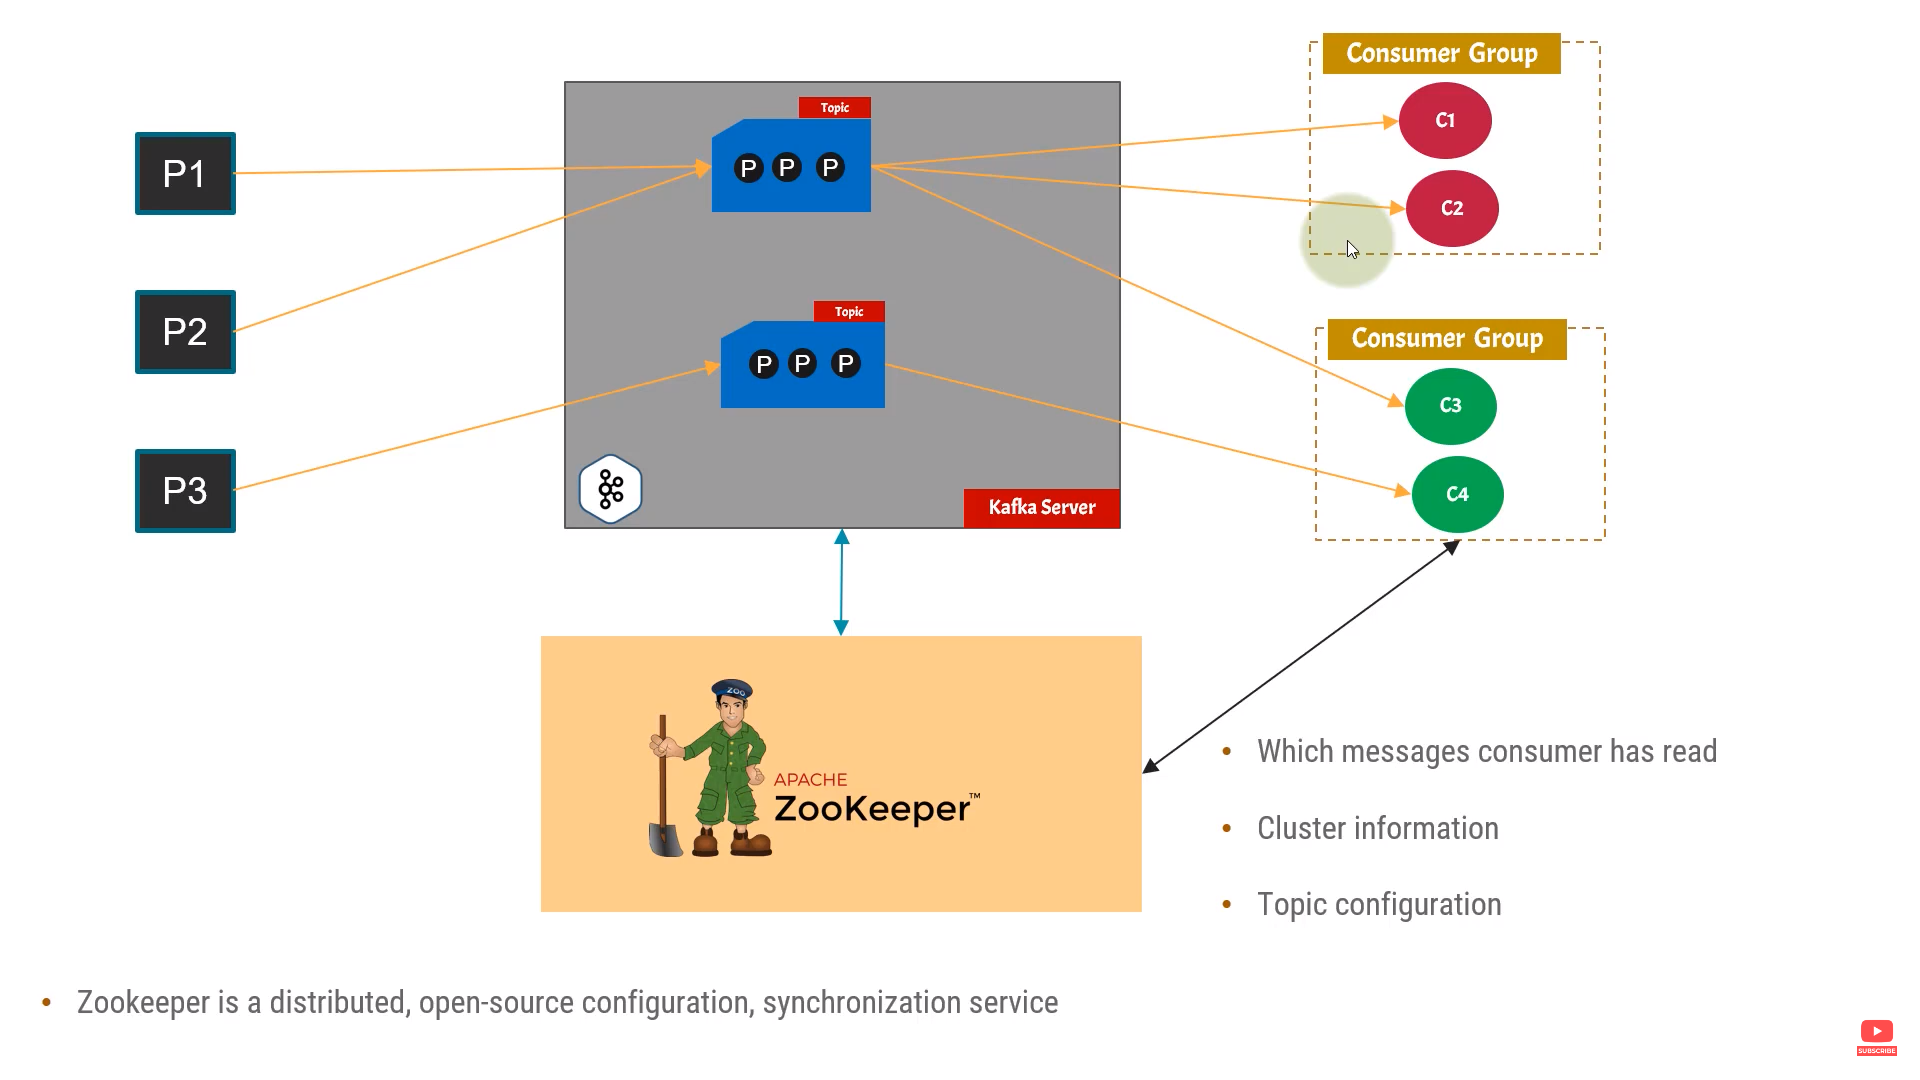 Consumer Group
Topic
C1
P1
P P P
C2
Topic
Consumer Group
P2
P P P
C3
P3
C4
Kafka Server
ZOO
Which messages consumer has read
APACHE
ZooKeeper™
Cluster information
Topic configuration
Zookeeper is a distributed, open-source configuration, synchronization service
SUBSCRIBE